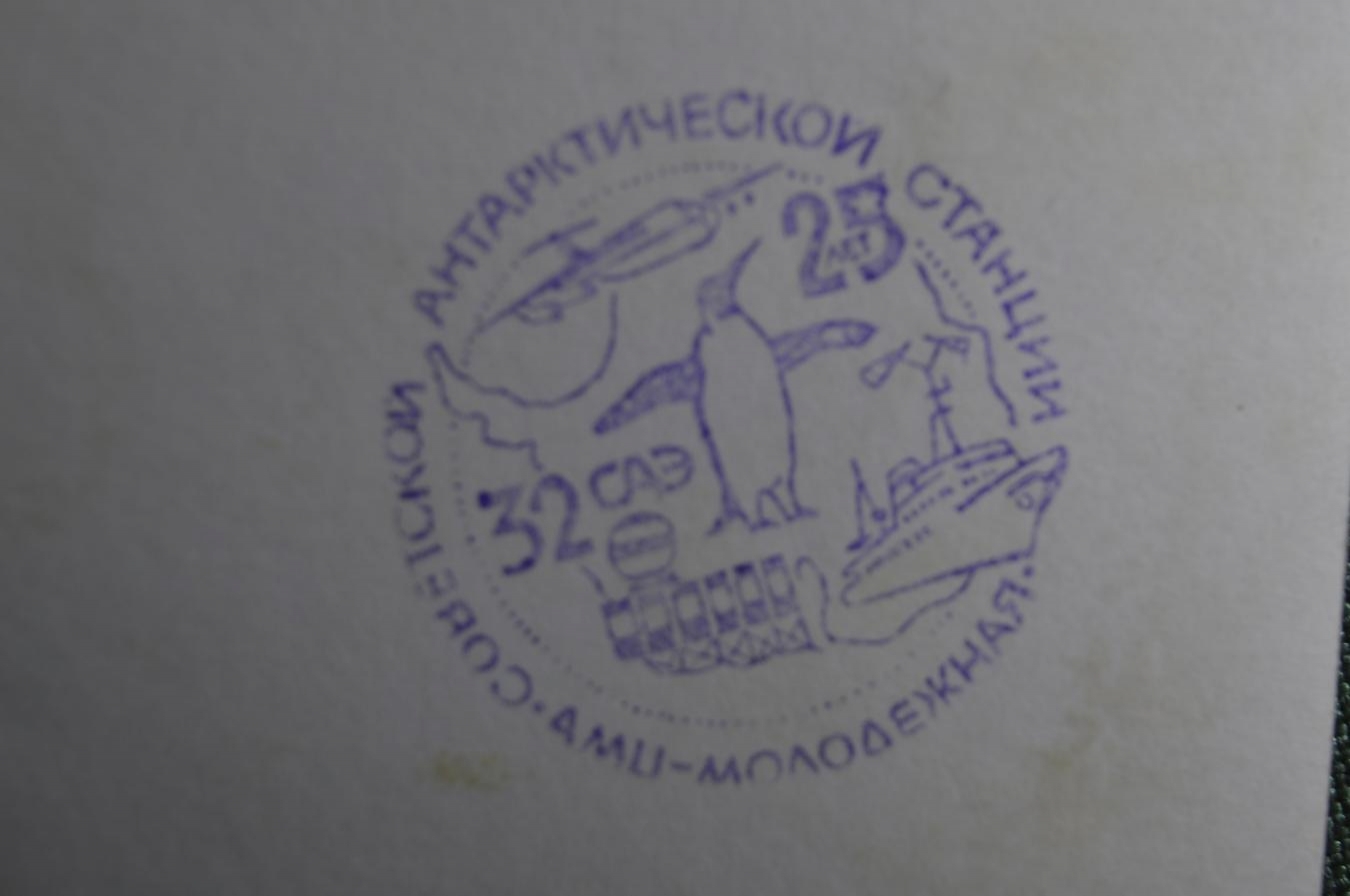 СОВЕТСКОЙ АНТАРКТИЧЕСКОЙ СТАНЦИИ
25
ЛЕТ
32 САЭ
• АМЦ-МОЛОДЕЖНАЯ •